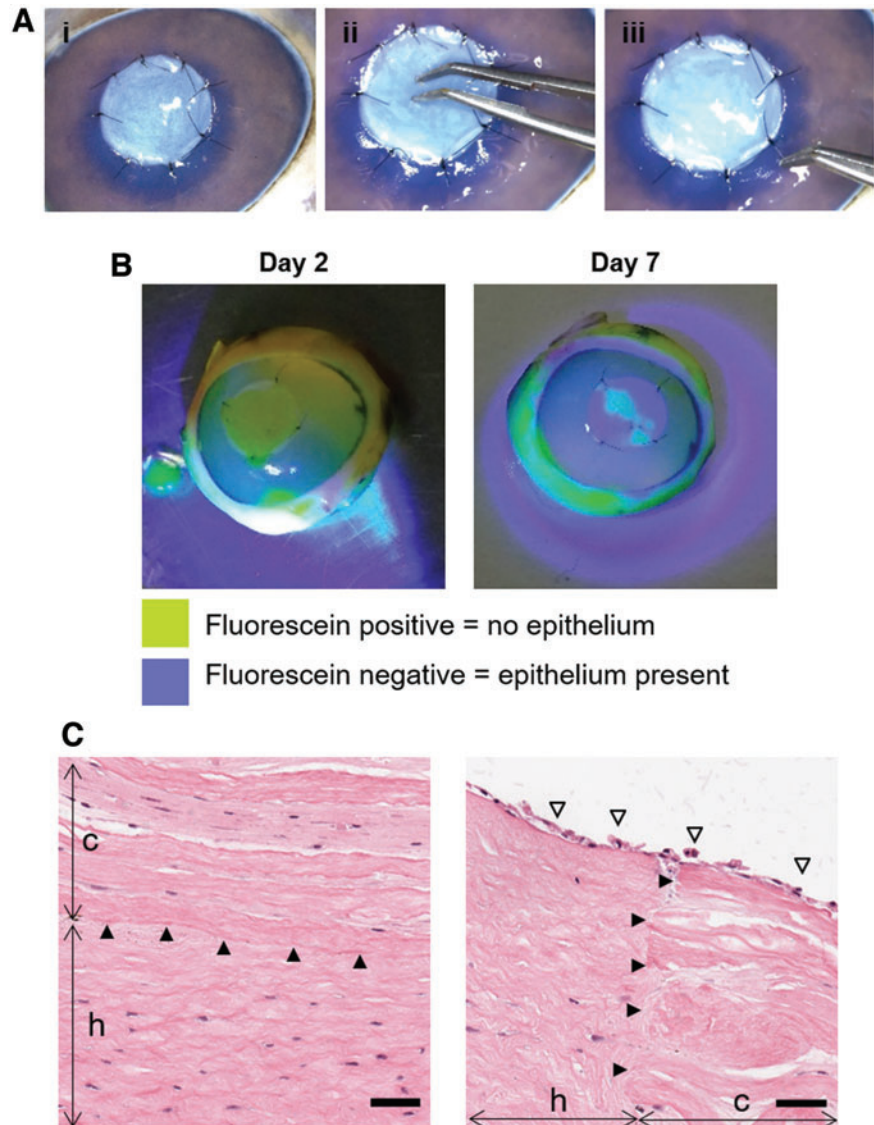 A
i
ii
iii
B
Day 2
Day 7
Fluorescein positive = no epithelium
Fluorescein negative = epithelium present
C
c
h
h
c